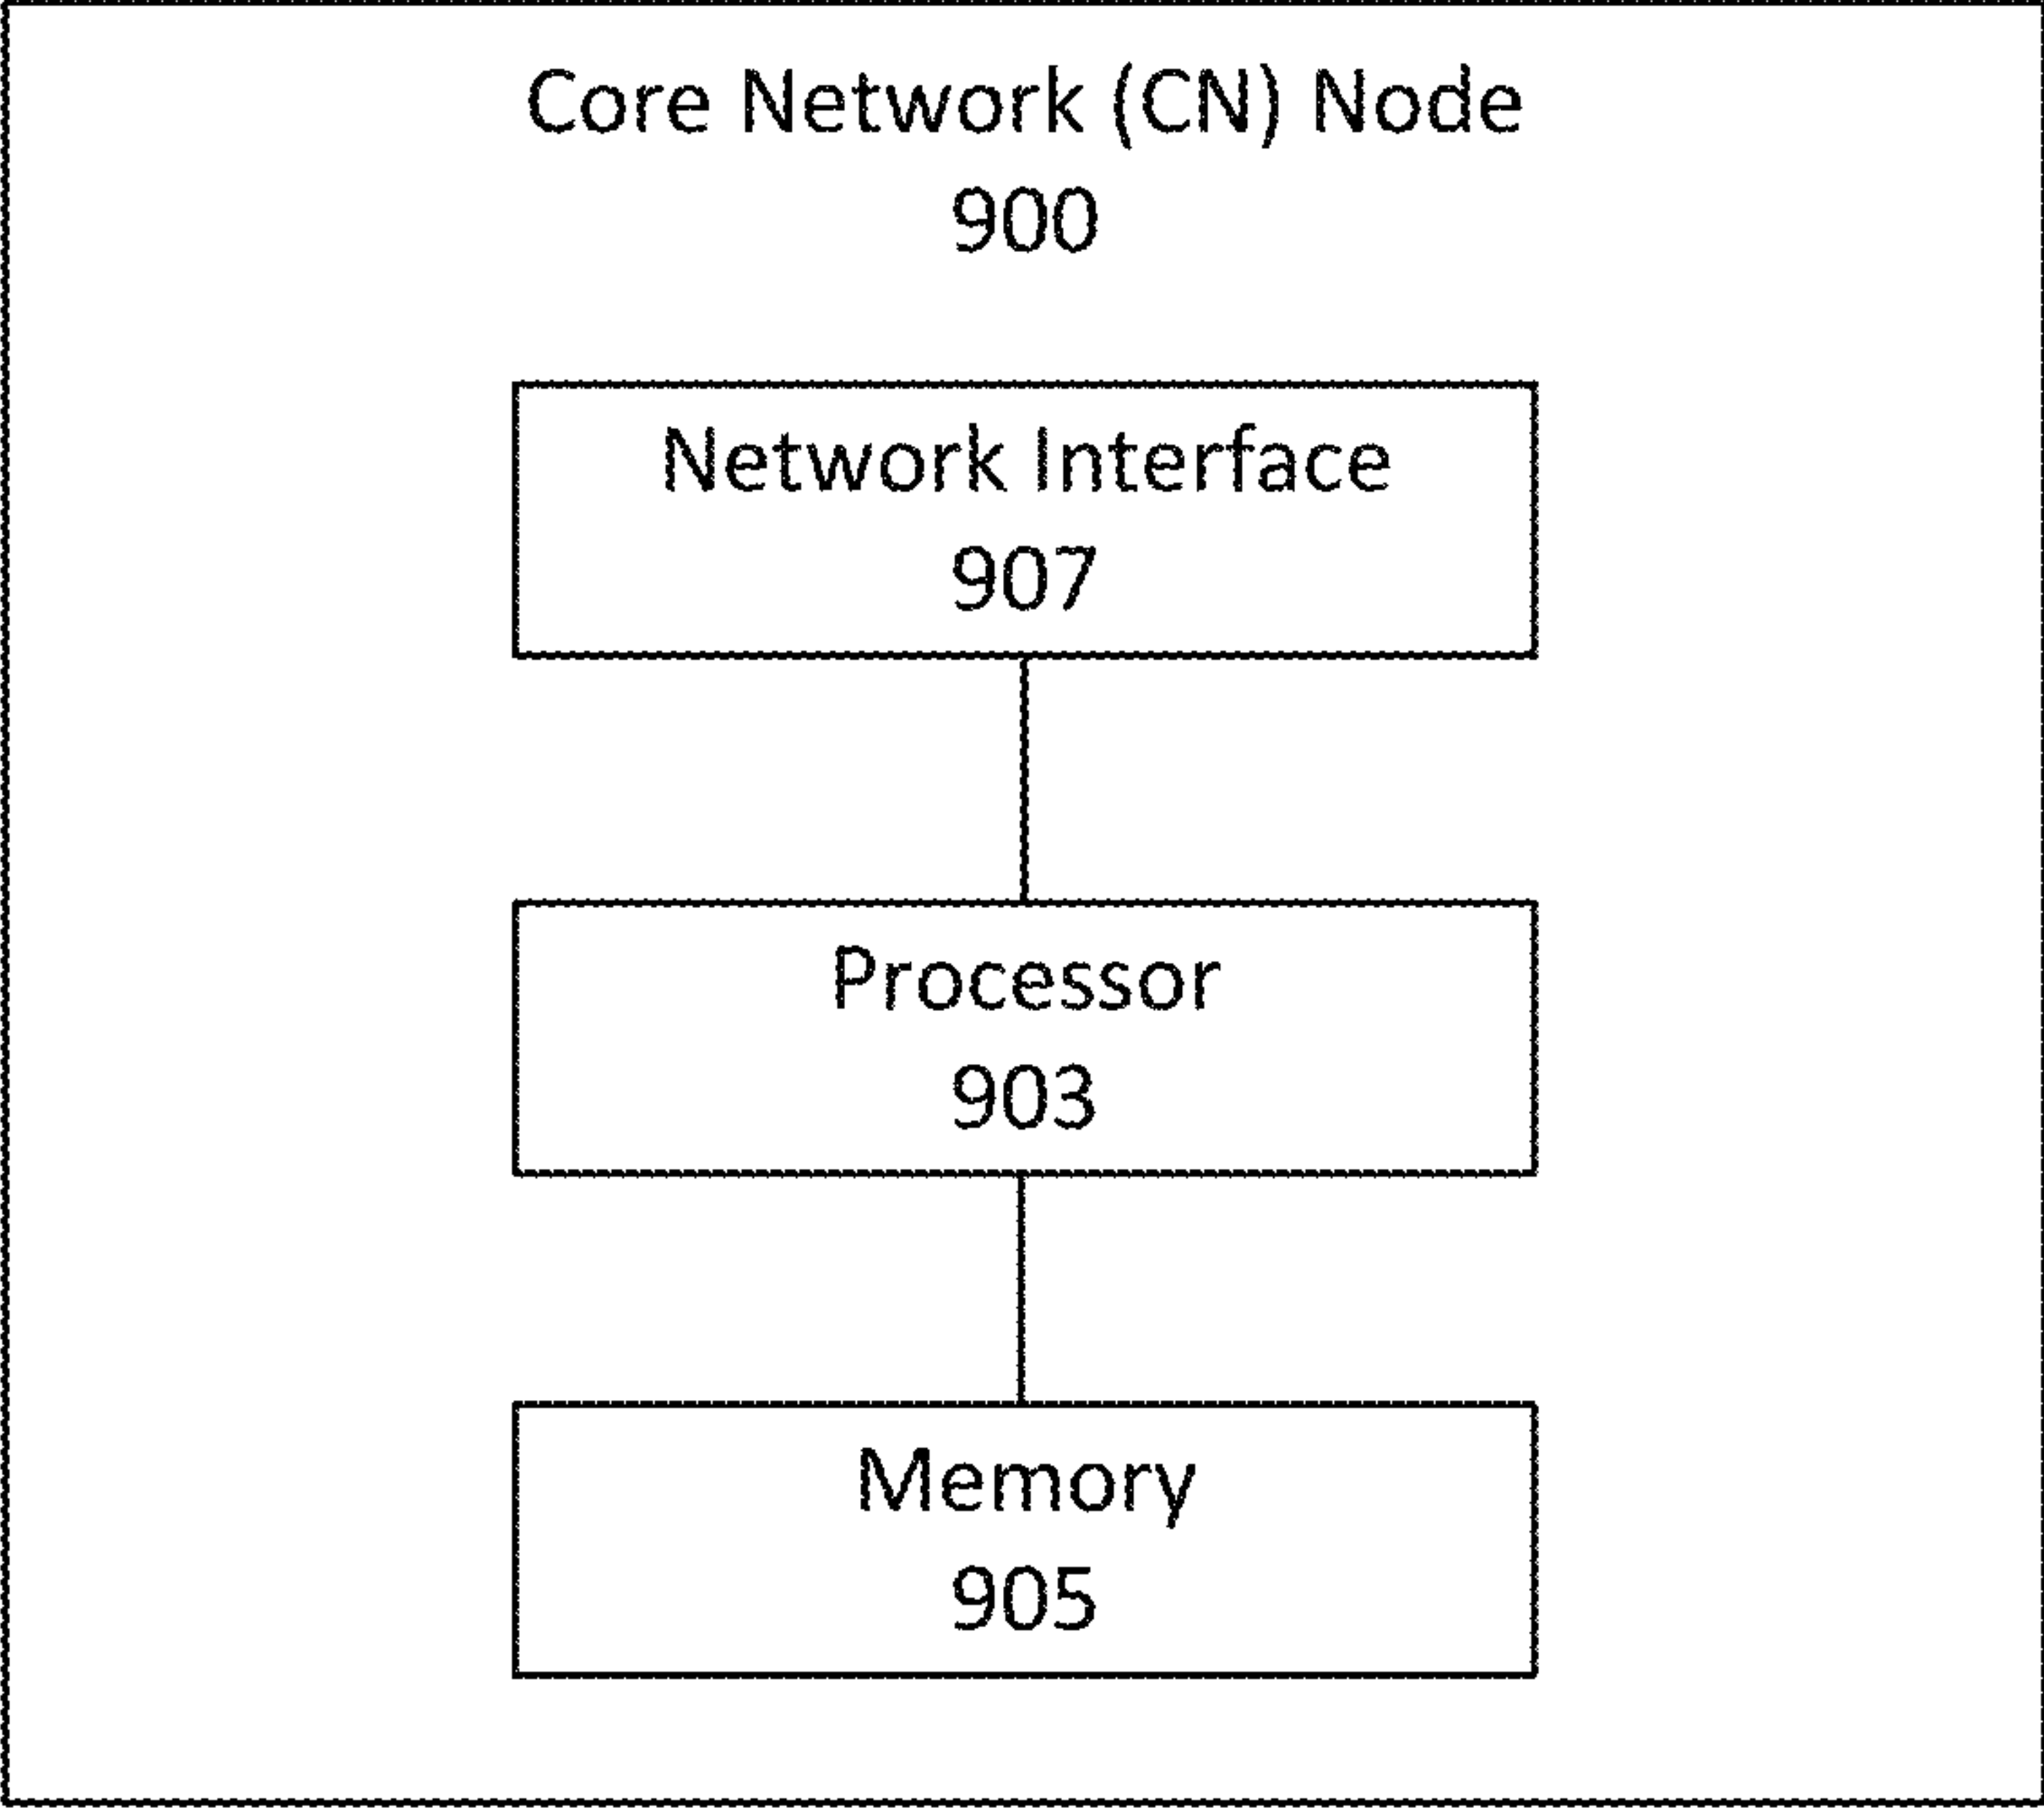 Core Network (CN) Node
900
Network Interface
907
Processor
903
Memory
905